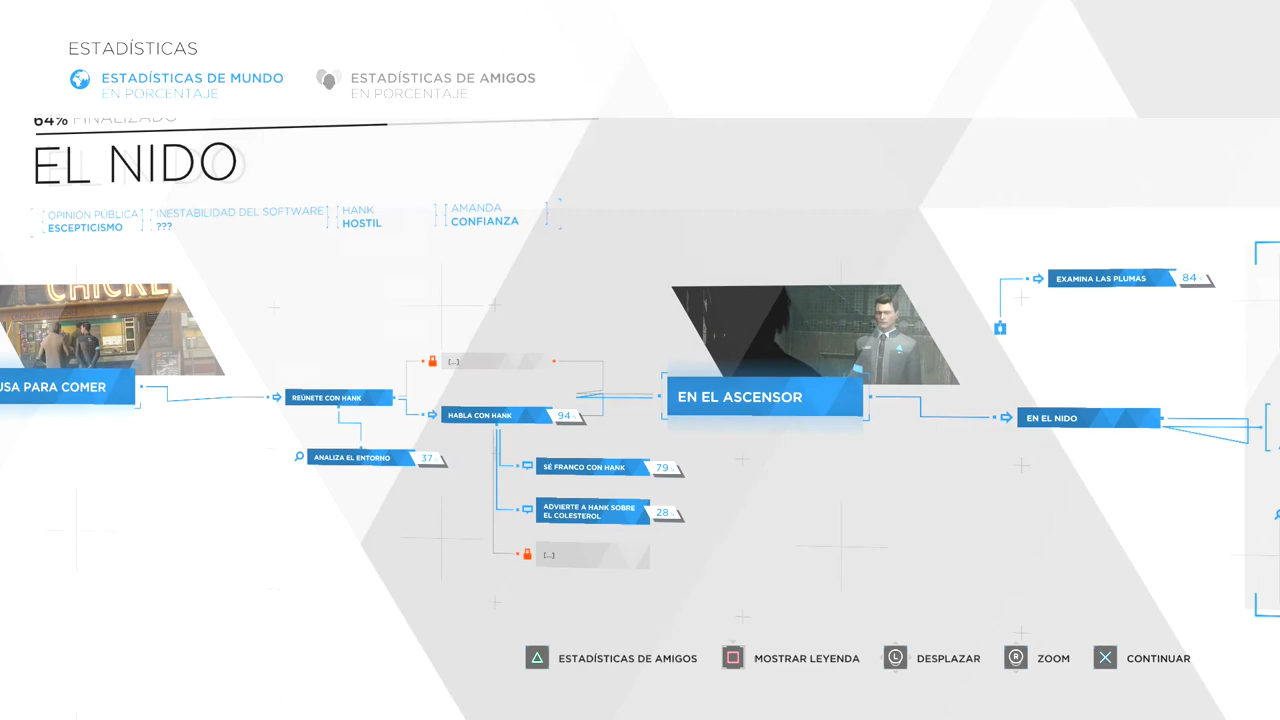 ESTADÍSTICAS
ESTADÍSTICAS DE MUNDO
EN PORCENTAJE
ESTADÍSTICAS DE AMIGOS
EN PORCENTAJE
64% FINALIZADO
EL NIDO
OPINIÓN PÚBLICA
ESCEPTICISMO
INESTABILIDAD DEL SOFTWARE
???
HANK
HOSTIL
AMANDA
CONFIANZA
CHICKEN
USA PARA COMER
REÚNETE CON HANK
ANALIZA EL ENTORNO 37%
[...]
HABLA CON HANK 94%
SÉ FRANCO CON HANK 79%
ADVIERTE A HANK SOBRE
EL COLESTEROL 28%
[...]
EN EL ASCENSOR
EXAMINA LAS PLUMAS 84%
EN EL NIDO
ESTADÍSTICAS DE AMIGOS
MOSTRAR LEYENDA
L DESPLAZAR
R ZOOM
CONTINUAR